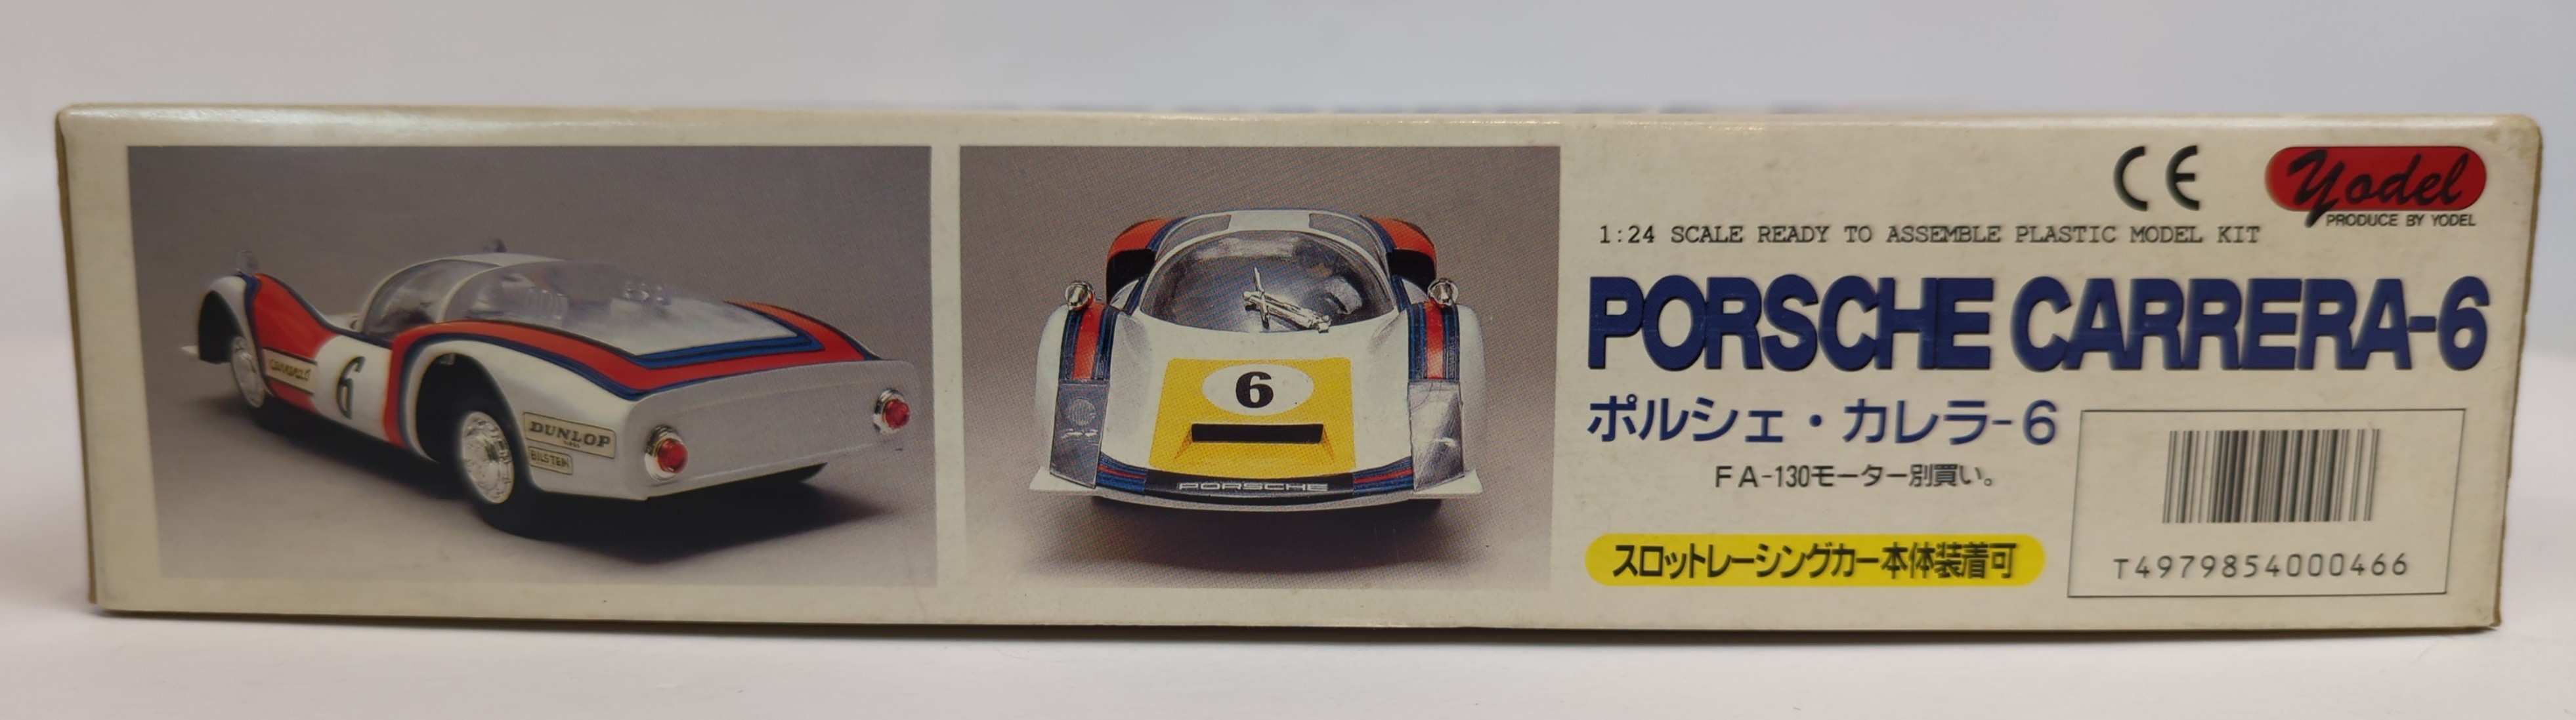 CARRERA6
6
DUNLOP
BILSTEIN
6
PORSCHE
CE
Yodel
PRODUCE BY YODEL
1:24 SCALE READY TO ASSEMBLE PLASTIC MODEL KIT
PORSCHE CARRERA-6
ポルシェ・カレラ-6
FA-130モーター別買い。
スロットレーシングカー本体装着可
T4979854000466